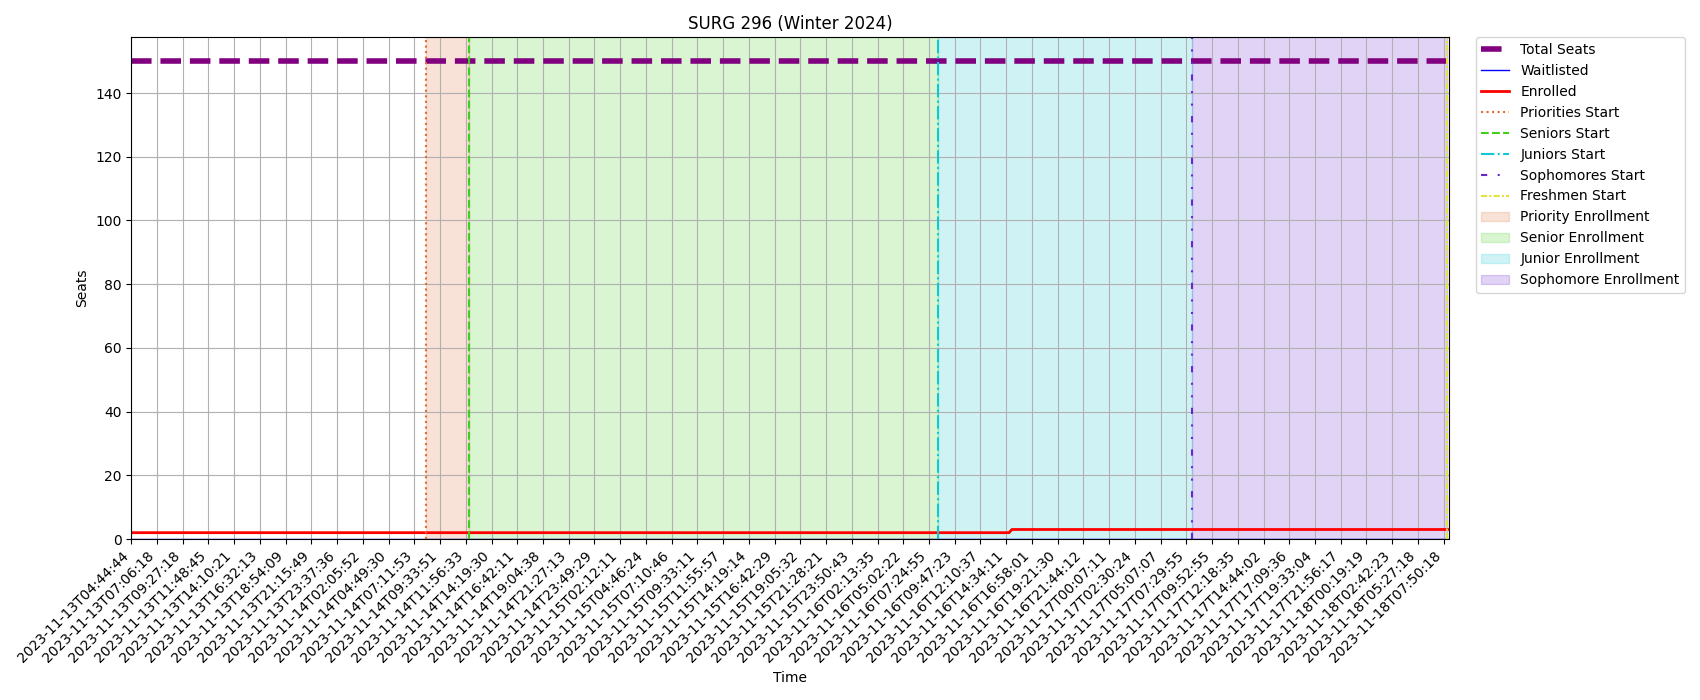 SURG 296 (Winter 2024)
Seats
140
120
100
80
60
40
20
0
2023-11-13T04:44:44
2023-11-13T07:06:18
2023-11-13T09:27:18
2023-11-13T11:48:45
2023-11-13T14:10:21
2023-11-13T16:32:13
2023-11-13T18:54:09
2023-11-13T21:15:49
2023-11-13T23:37:36
2023-11-14T02:05:52
2023-11-14T04:49:30
2023-11-14T07:11:53
2023-11-14T09:33:51
2023-11-14T11:56:33
2023-11-14T14:19:30
2023-11-14T16:42:11
2023-11-14T19:04:38
2023-11-14T21:27:13
2023-11-14T23:49:29
2023-11-15T02:12:11
2023-11-15T04:46:24
2023-11-15T07:10:46
2023-11-15T09:33:11
2023-11-15T11:55:57
2023-11-15T14:19:14
2023-11-15T16:42:29
2023-11-15T19:05:32
2023-11-15T21:28:21
2023-11-15T23:50:43
2023-11-16T02:13:35
2023-11-16T05:02:22
2023-11-16T07:24:55
2023-11-16T09:47:23
2023-11-16T12:10:37
2023-11-16T14:34:11
2023-11-16T16:58:01
2023-11-16T19:21:30
2023-11-16T21:44:12
2023-11-17T00:07:11
2023-11-17T02:30:24
2023-11-17T05:07:07
2023-11-17T07:29:55
2023-11-17T09:52:55
2023-11-17T12:18:35
2023-11-17T14:44:02
2023-11-17T17:09:36
2023-11-17T19:33:04
2023-11-17T21:56:17
2023-11-18T00:19:19
2023-11-18T02:42:23
2023-11-18T05:27:18
2023-11-18T07:50:18
Time
Total Seats
Waitlisted
Enrolled
Priorities Start
Seniors Start
Juniors Start
Sophomores Start
Freshmen Start
Priority Enrollment
Senior Enrollment
Junior Enrollment
Sophomore Enrollment